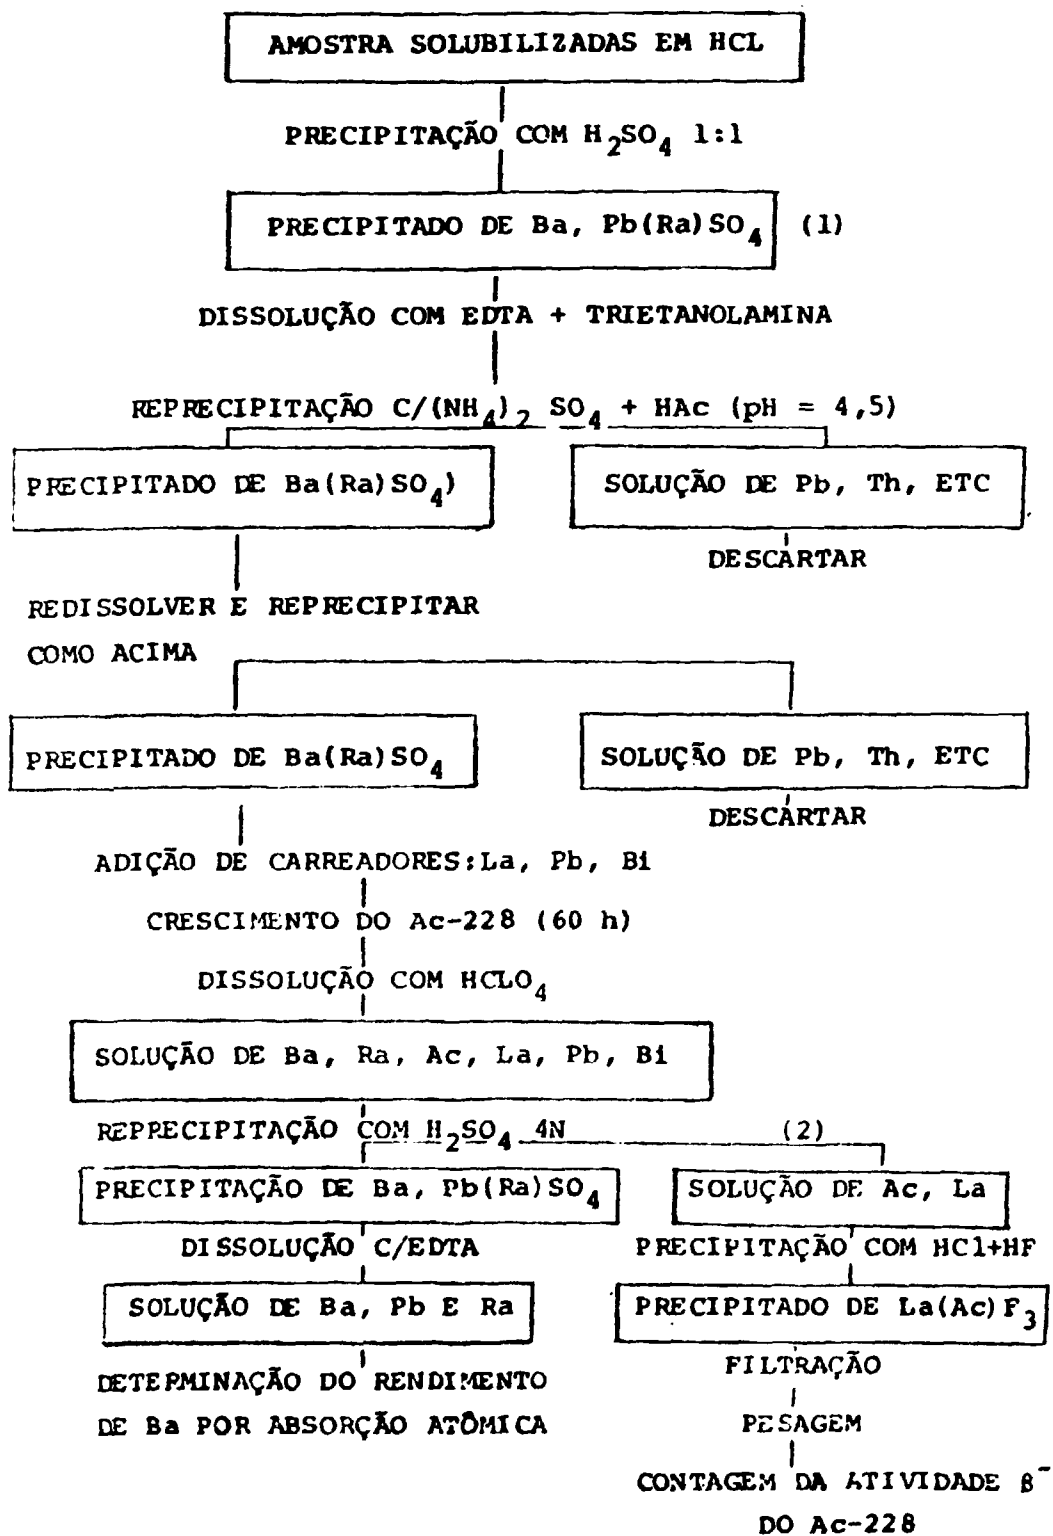 AMOSTRA SOLUBILIZADAS EM HCL
PRECIPITAÇÃO COM H2SO4 1:1
PRECIPITADO DE Ba, Pb(Ra)SO4 (1)
DISSOLUÇÃO COM EDTA + TRIETANOLAMINA
REPRECIPITAÇÃO C/(NH4)2 SO4 + HAc (pH = 4,5)
PRECIPITADO DE Ba(Ra)SO4)
SOLUÇÃO DE Pb, Th, ETC
DESCARTAR
REDISSOLVER E REPRECIPITAR
COMO ACIMA
PRECIPITADO DE Ba(Ra)SO4
SOLUÇÃO DE Pb, Th, ETC
DESCARTAR
ADIÇÃO DE CARREADORES:La, Pb, Bi
CRESCIMENTO DO Ac-228 (60 h)
DISSOLUÇÃO COM HCLO4
SOLUÇÃO DE Ba, Ra, Ac, La, Pb, Bi
REPRECIPITAÇÃO COM H2SO4 4N (2)
PRECIPITAÇÃO DE Ba, Pb(Ra)SO4
SOLUÇÃO DE Ac, La
DISSOLUÇÃO C/EDTA
PRECIPITAÇÃO COM HCl+HF
SOLUÇÃO DE Ba, Pb E Ra
PRECIPITADO DE La(Ac)F3
DETERMINAÇÃO DO RENDIMENTO
DE Ba POR ABSORÇÃO ATÔMICA
FILTRAÇÃO
PESAGEM
CONTAGEM DA ATIVIDADE β-
DO Ac-228